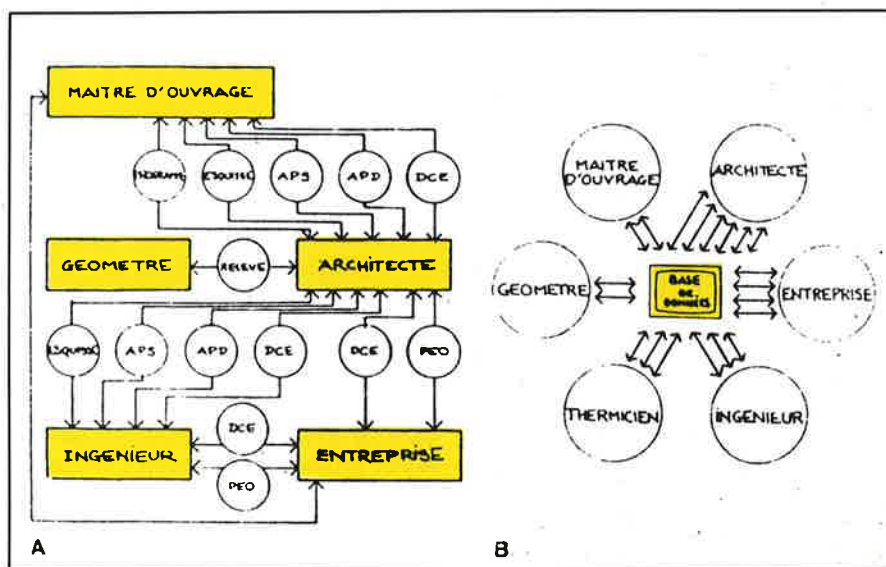 MAITRE D'OUVRAGE
ESQUISSE
APS
APD
DCE
GEOMETRE
RELEVE
ARCHITECTE
ESQUISSE
APS
APD
DCE
DCE
PEO
INGENIEUR
DCE
PEO
ENTREPRISE
A
MAITRE
D'OUVRAGE
ARCHITECTE
GEOMETRE
BASE
DE
DONNÉES
ENTREPRISE
THERMICIEN
INGENIEUR
B